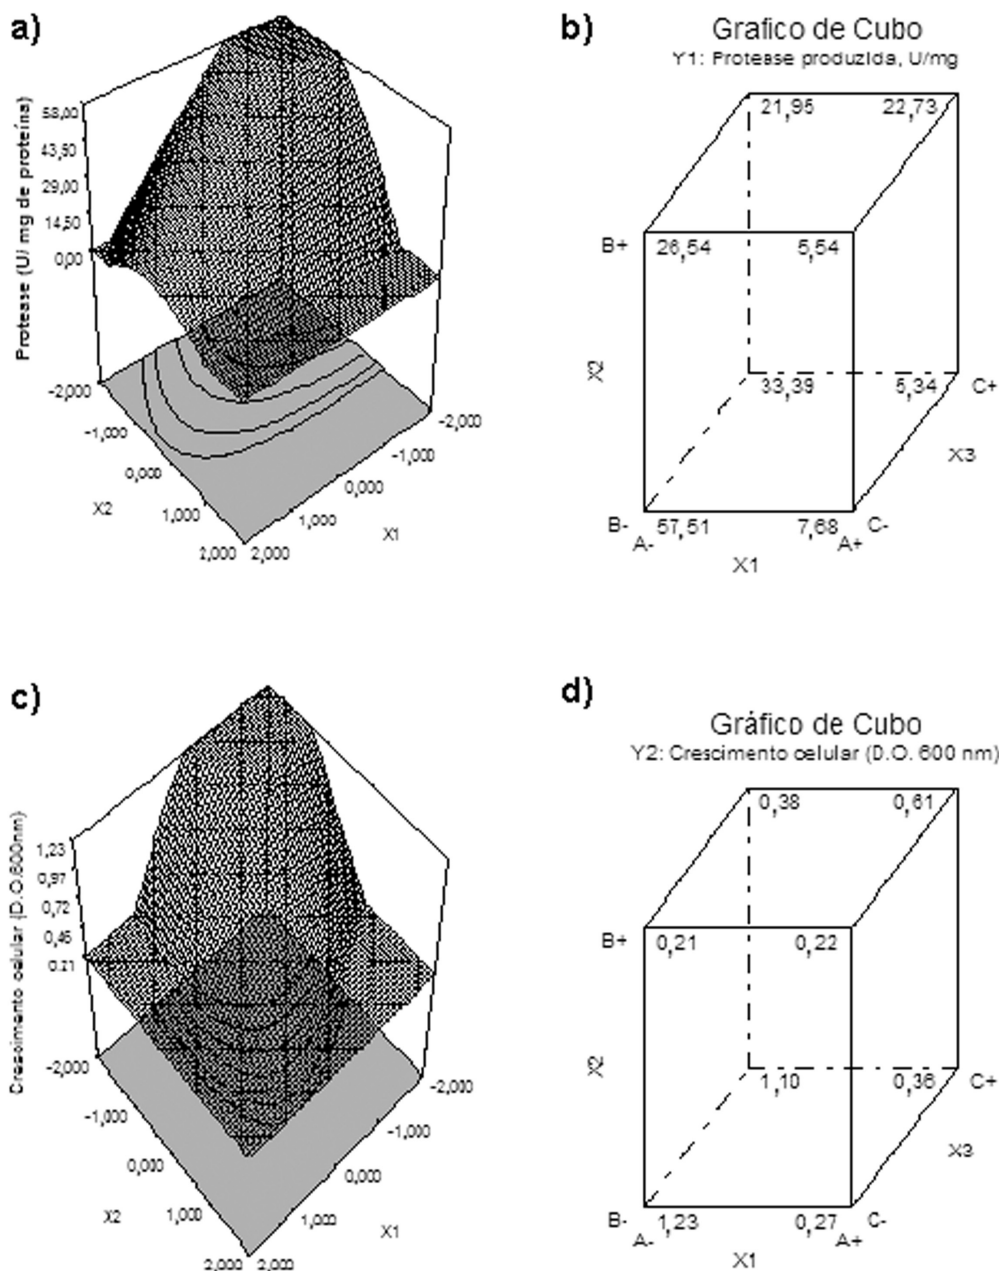 a)
Protease (U/ mg de proteína)
58,00
43,50
29,00
14,50
0,00
-2,000
-1,000
0,000
1,000
2,000
X2
2,000
1,000
0,000
-1,000
-2,000
X1
b)
Grafico de Cubo
Y1: Protease produzida, U/mg
21,95 22,73
B+ 26,54 5,54
X2
33,39 5,34 C+
X3
B- 57,51 7,68 C-
A- A+
X1
c)
Crescimento celular (D.O.600nm)
1,23
0,97
0,72
0,46
0,21
-2,000
-1,000
0,000
1,000
2,000
X2
2,000
1,000
0,000
-1,000
-2,000
X1
d)
Gráfico de Cubo
Y2: Crescimento celular (D.O. 600 nm)
0,38 0,61
B+ 0,21 0,22
X2
1,10 0,36 C+
X3
B- 1,23 0,27 C-
A- A+
X1